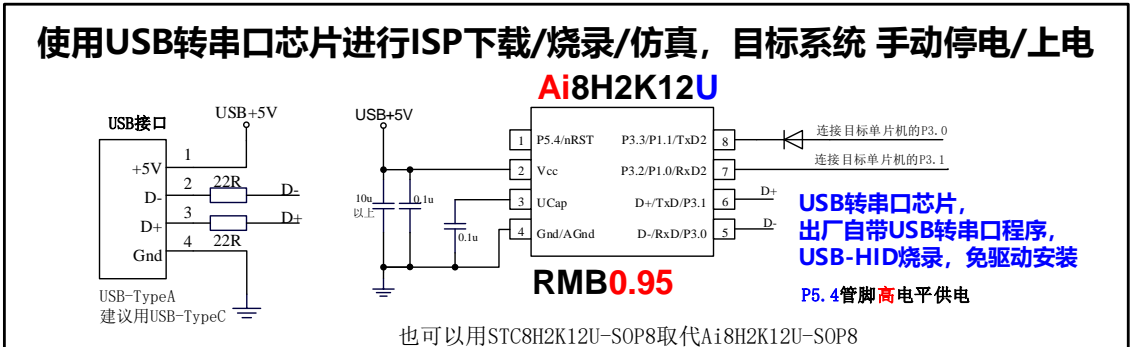 使用USB转串口芯片进行ISP下载/烧录/仿真，目标系统 手动停电/上电
Ai8H2K12U
USB接口
USB+5V
+5V
1
D-
2
22R
D-
D+
3
22R
D+
Gnd
4
USB-TypeA
建议用USB-TypeC
USB+5V
10u
以上
0.1u
0.1u
1 P5.4/nRST
2 Vcc
3 UCap
4 Gnd/AGnd
P3.3/P1.1/TxD2 8
P3.2/P1.0/RxD2 7
D+/TxD/P3.1 6
D-/RxD/P3.0 5
连接目标单片机的P3.0
连接目标单片机的P3.1
D+
D-
RMB0.95
USB转串口芯片，
出厂自带USB转串口程序，
USB-HID烧录，免驱动安装
P5.4管脚高电平供电
也可以用STC8H2K12U-SOP8取代Ai8H2K12U-SOP8